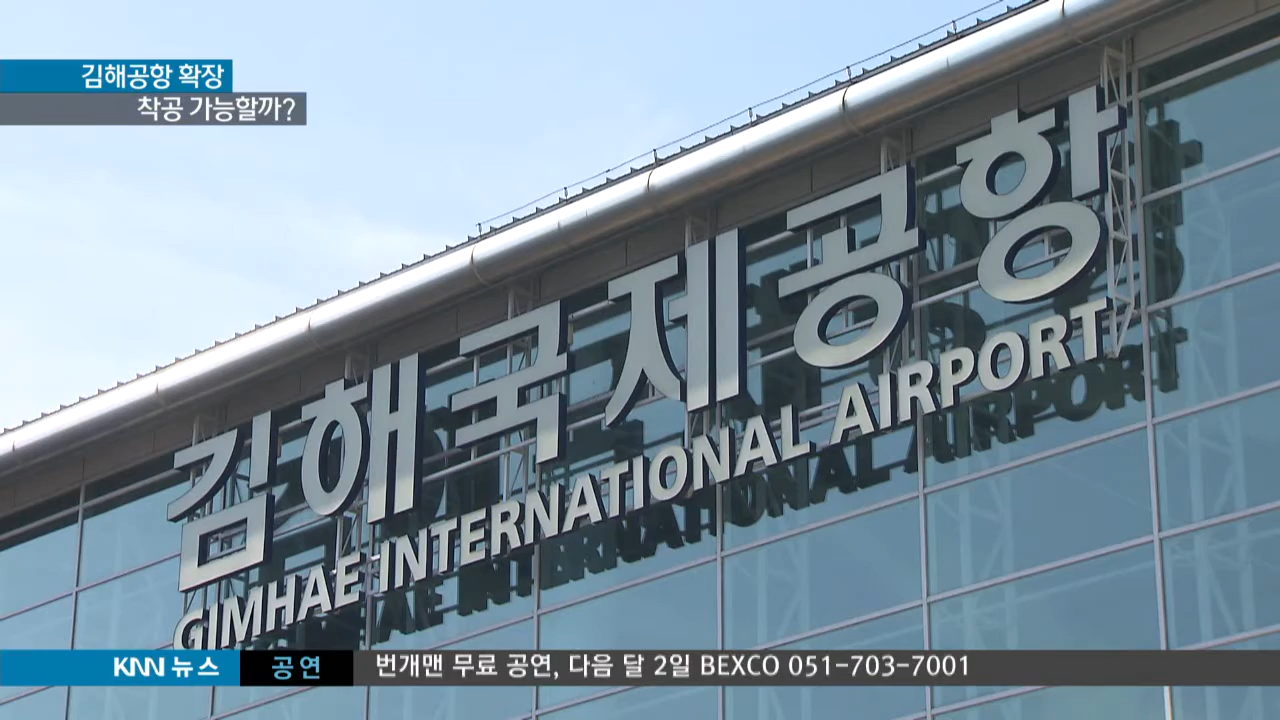 김해공항 확장
착공 가능할까?
김해국제공항
GIMHAE INTERNATIONAL AIRPORT
KNN 뉴스 공연 번개맨 무료 공연, 다음 달 2일 BEXCO 051-703-7001